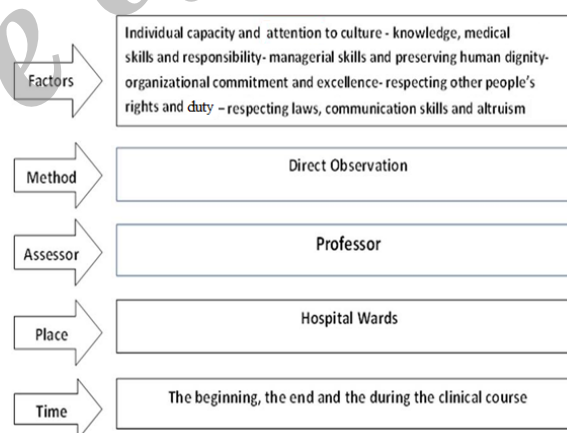 Factors
Individual capacity and attention to culture - knowledge, medical
skills and responsibility- managerial skills and preserving human dignity-
organizational commitment and excellence- respecting other people's
rights and duty – respecting laws, communication skills and altruism
Method
Direct Observation
Assessor
Professor
Place
Hospital Wards
Time
The beginning, the end and the during the clinical course